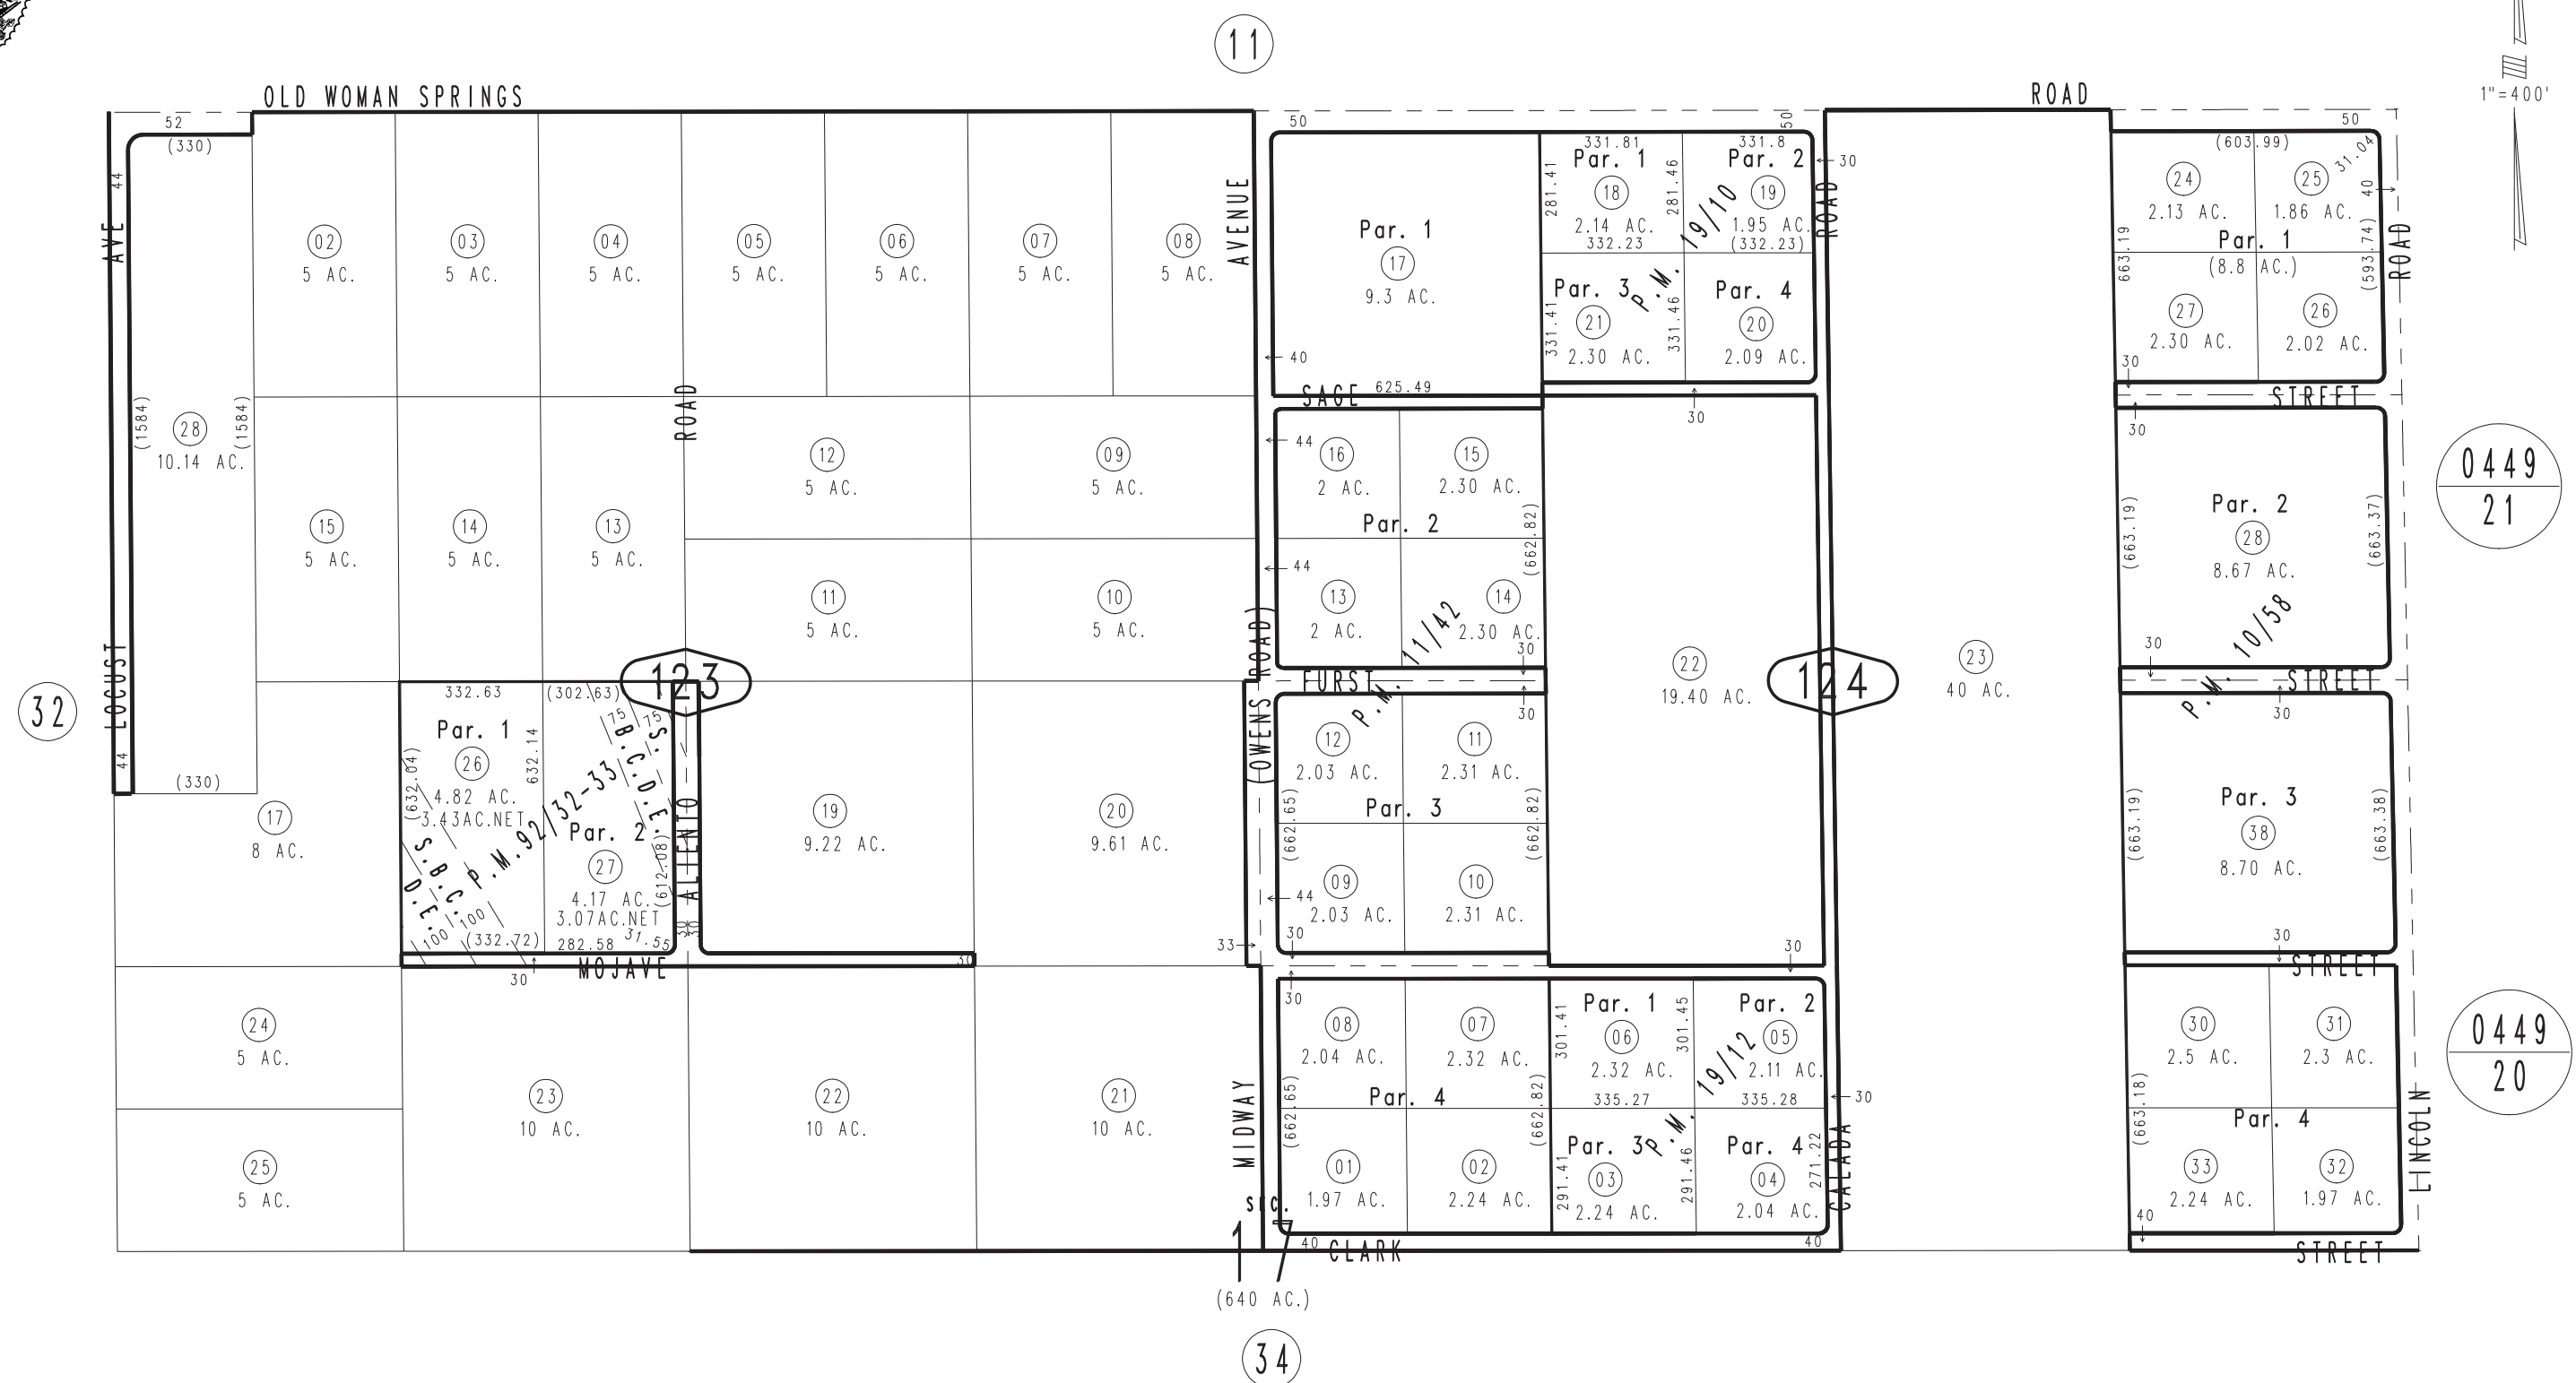 11
OLD WOMAN SPRINGS
ROAD
1"=400'
52
(330)
44
AVE
(1584)
(1584)
28
10.14 AC.
(330)
LOCUST
44
32
02
5 AC.
03
5 AC.
04
5 AC.
05
5 AC.
06
5 AC.
07
5 AC.
08
5 AC.
ROAD
15
5 AC.
14
5 AC.
13
5 AC.
12
5 AC.
09
5 AC.
11
5 AC.
10
5 AC.
123
17
8 AC.
332.63
(302.63)
Par. 1
26
4.82 AC.
3.43AC.NET
(632.04)
632.14
75
75
S.
B.C.D.E.
P.M.92/32-33
Par. 2
27
4.17 AC.
3.07AC.NET
(612.08)
S.B.C.
D.E.
100
100
(332.72)
282.58
31.55
30
30
ALIENTO
19
9.22 AC.
20
9.61 AC.
MOJAVE
30
30
24
5 AC.
25
5 AC.
23
10 AC.
22
10 AC.
21
10 AC.
AVENUE
(OWENS ROAD)
33
MIDWAY
50
50
Par. 1
17
9.3 AC.
40
625.49
SAGE
331.81
Par. 1
18
2.14 AC.
332.23
281.41
281.46
331.8
Par. 2
19
1.95 AC.
(332.23)
P.M. 19/10
Par. 3
21
2.30 AC.
331.41
331.46
Par. 4
20
2.09 AC.
30
30
ROAD
44
16
2 AC.
15
2.30 AC.
Par. 2
(662.82)
44
13
2 AC.
14
2.30 AC.
30
FURST
P.M. 11/42
30
12
2.03 AC.
11
2.31 AC.
Par. 3
(662.65)
(662.82)
09
2.03 AC.
10
2.31 AC.
44
30
22
19.40 AC.
124
30
30
08
2.04 AC.
07
2.32 AC.
Par. 4
(662.65)
(662.82)
01
1.97 AC.
02
2.24 AC.
Par. 1
06
2.32 AC.
335.27
301.41
301.45
Par. 2
05
2.11 AC.
335.28
P.M. 19/12
Par. 3
03
2.24 AC.
291.41
291.46
Par. 4
04
2.04 AC.
271.22
30
CALADA
40
CLARK
40
SEC.
17
(640 AC.)
34
23
40 AC.
50
(603.99)
31.04
24
2.13 AC.
25
1.86 AC.
40
Par. 1
(8.8 AC.)
663.19
(593.74)
ROAD
27
2.30 AC.
26
2.02 AC.
30
STREET
30
0449
21
Par. 2
28
8.67 AC.
(663.19)
(663.37)
P.M. 10/58
30
STREET
30
Par. 3
38
8.70 AC.
(663.19)
(663.38)
30
STREET
0449
20
30
2.5 AC.
31
2.3 AC.
(663.18)
Par. 4
33
2.24 AC.
32
1.97 AC.
LINCOLN
40
STREET